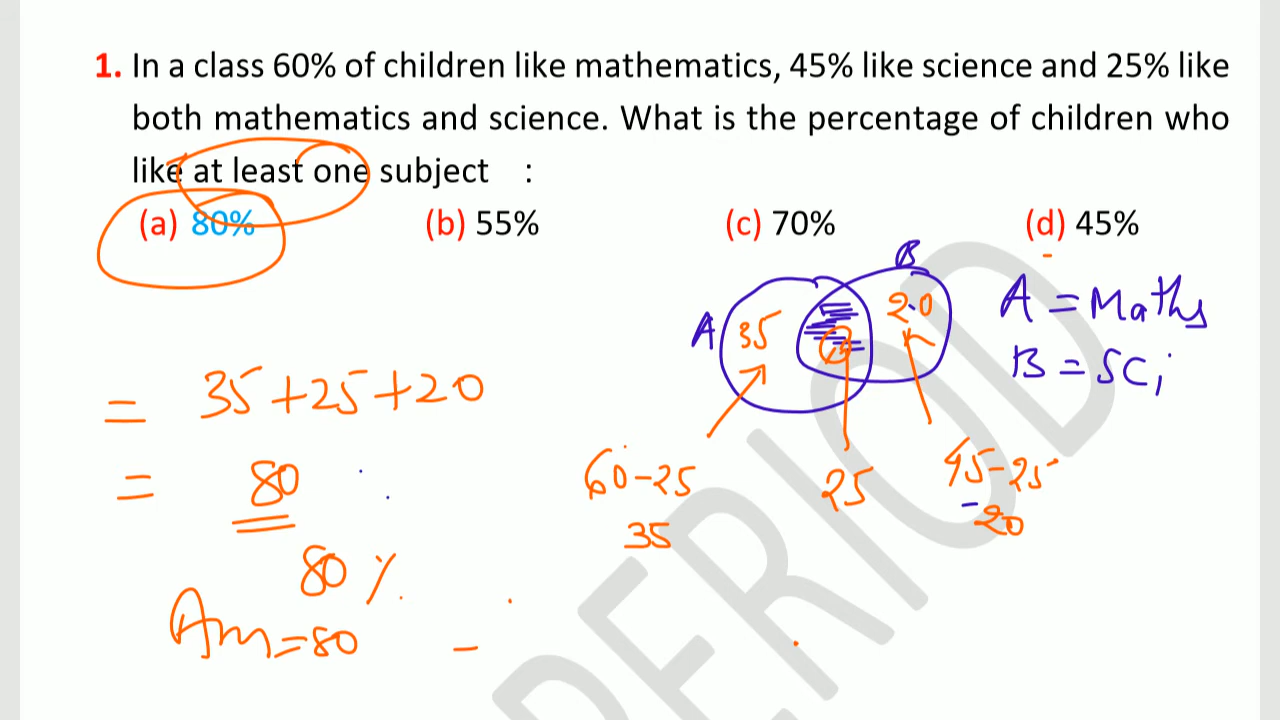 1. In a class 60% of children like mathematics, 45% like science and 25% like
both mathematics and science. What is the percentage of children who
like at least one subject :
(a) 80% (b) 55% (c) 70% (d) 45%
B
A 35 20
A = Maths
B = Sci
= 35+25+20
= 80
60-25 25 45-25
35 -20
80%
Am=80
PERIOD